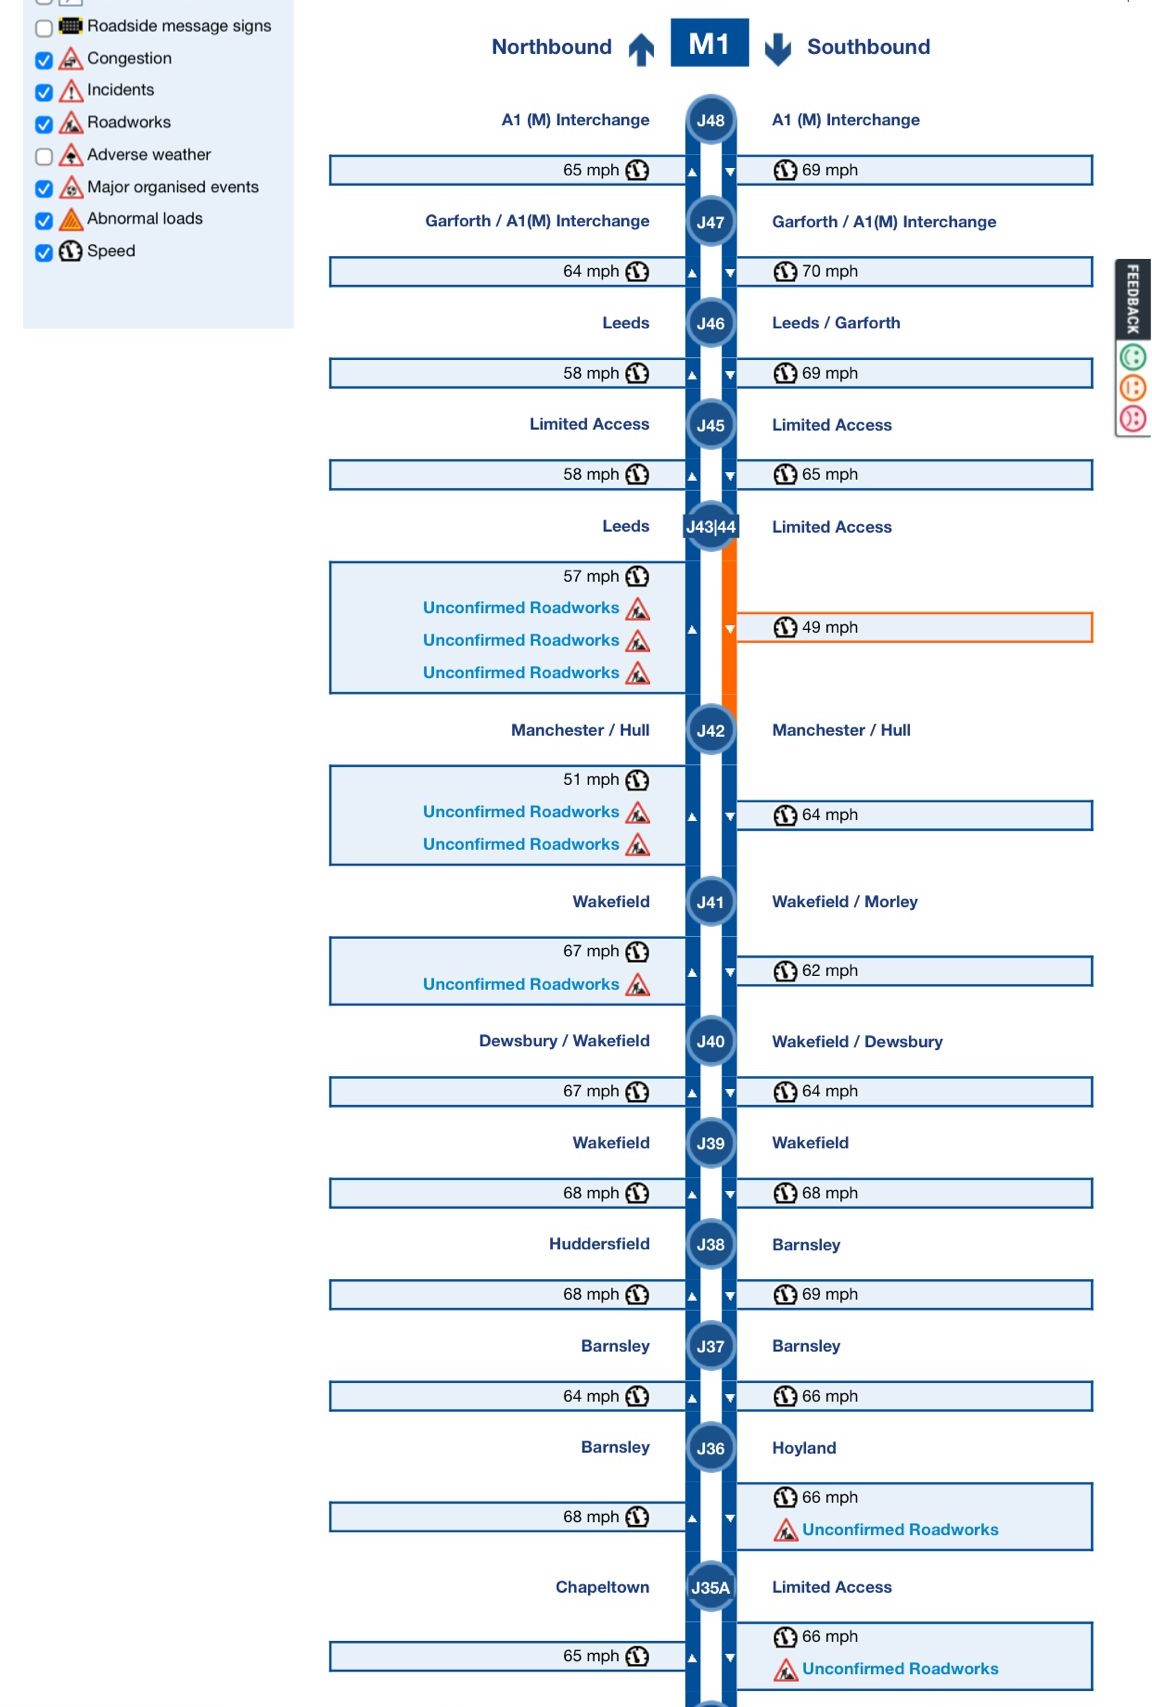 Roadside message signs
Congestion
Incidents
Roadworks
Adverse weather
Major organised events
Abnormal loads
Speed
Northbound M1 Southbound
A1 (M) Interchange J48 A1 (M) Interchange
65 mph 69 mph
Garforth / A1(M) Interchange J47 Garforth / A1(M) Interchange
64 mph 70 mph
Leeds J46 Leeds / Garforth
58 mph 69 mph
Limited Access J45 Limited Access
58 mph 65 mph
Leeds J43|44 Limited Access
57 mph
Unconfirmed Roadworks
49 mph
Unconfirmed Roadworks
Unconfirmed Roadworks
Manchester / Hull J42 Manchester / Hull
51 mph
Unconfirmed Roadworks 64 mph
Unconfirmed Roadworks
Wakefield J41 Wakefield / Morley
67 mph
62 mph
Unconfirmed Roadworks
Dewsbury / Wakefield J40 Wakefield / Dewsbury
67 mph 64 mph
Wakefield J39 Wakefield
68 mph 68 mph
Huddersfield J38 Barnsley
68 mph 69 mph
Barnsley J37 Barnsley
64 mph 66 mph
Barnsley J36 Hoyland
66 mph
68 mph
Unconfirmed Roadworks
Chapeltown J35A Limited Access
66 mph
65 mph
Unconfirmed Roadworks
FEEDBACK